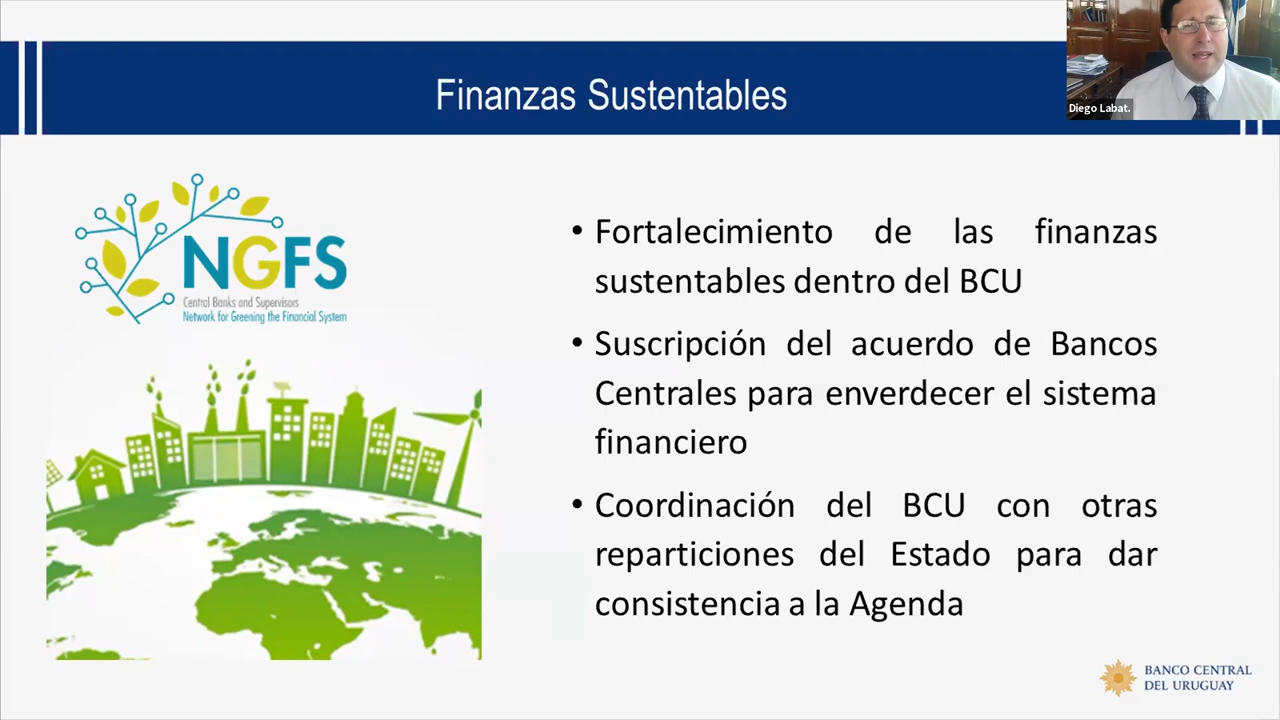 Finanzas Sustentables
Diego Labat.
NGFS
Central Banks and Supervisors
Network for Greening the Financial System
• Fortalecimiento de las finanzas
sustentables dentro del BCU
• Suscripción del acuerdo de Bancos
Centrales para enverdecer el sistema
financiero
• Coordinación del BCU con otras
reparticiones del Estado para dar
consistencia a la Agenda
BANCO CENTRAL
DEL URUGUAY